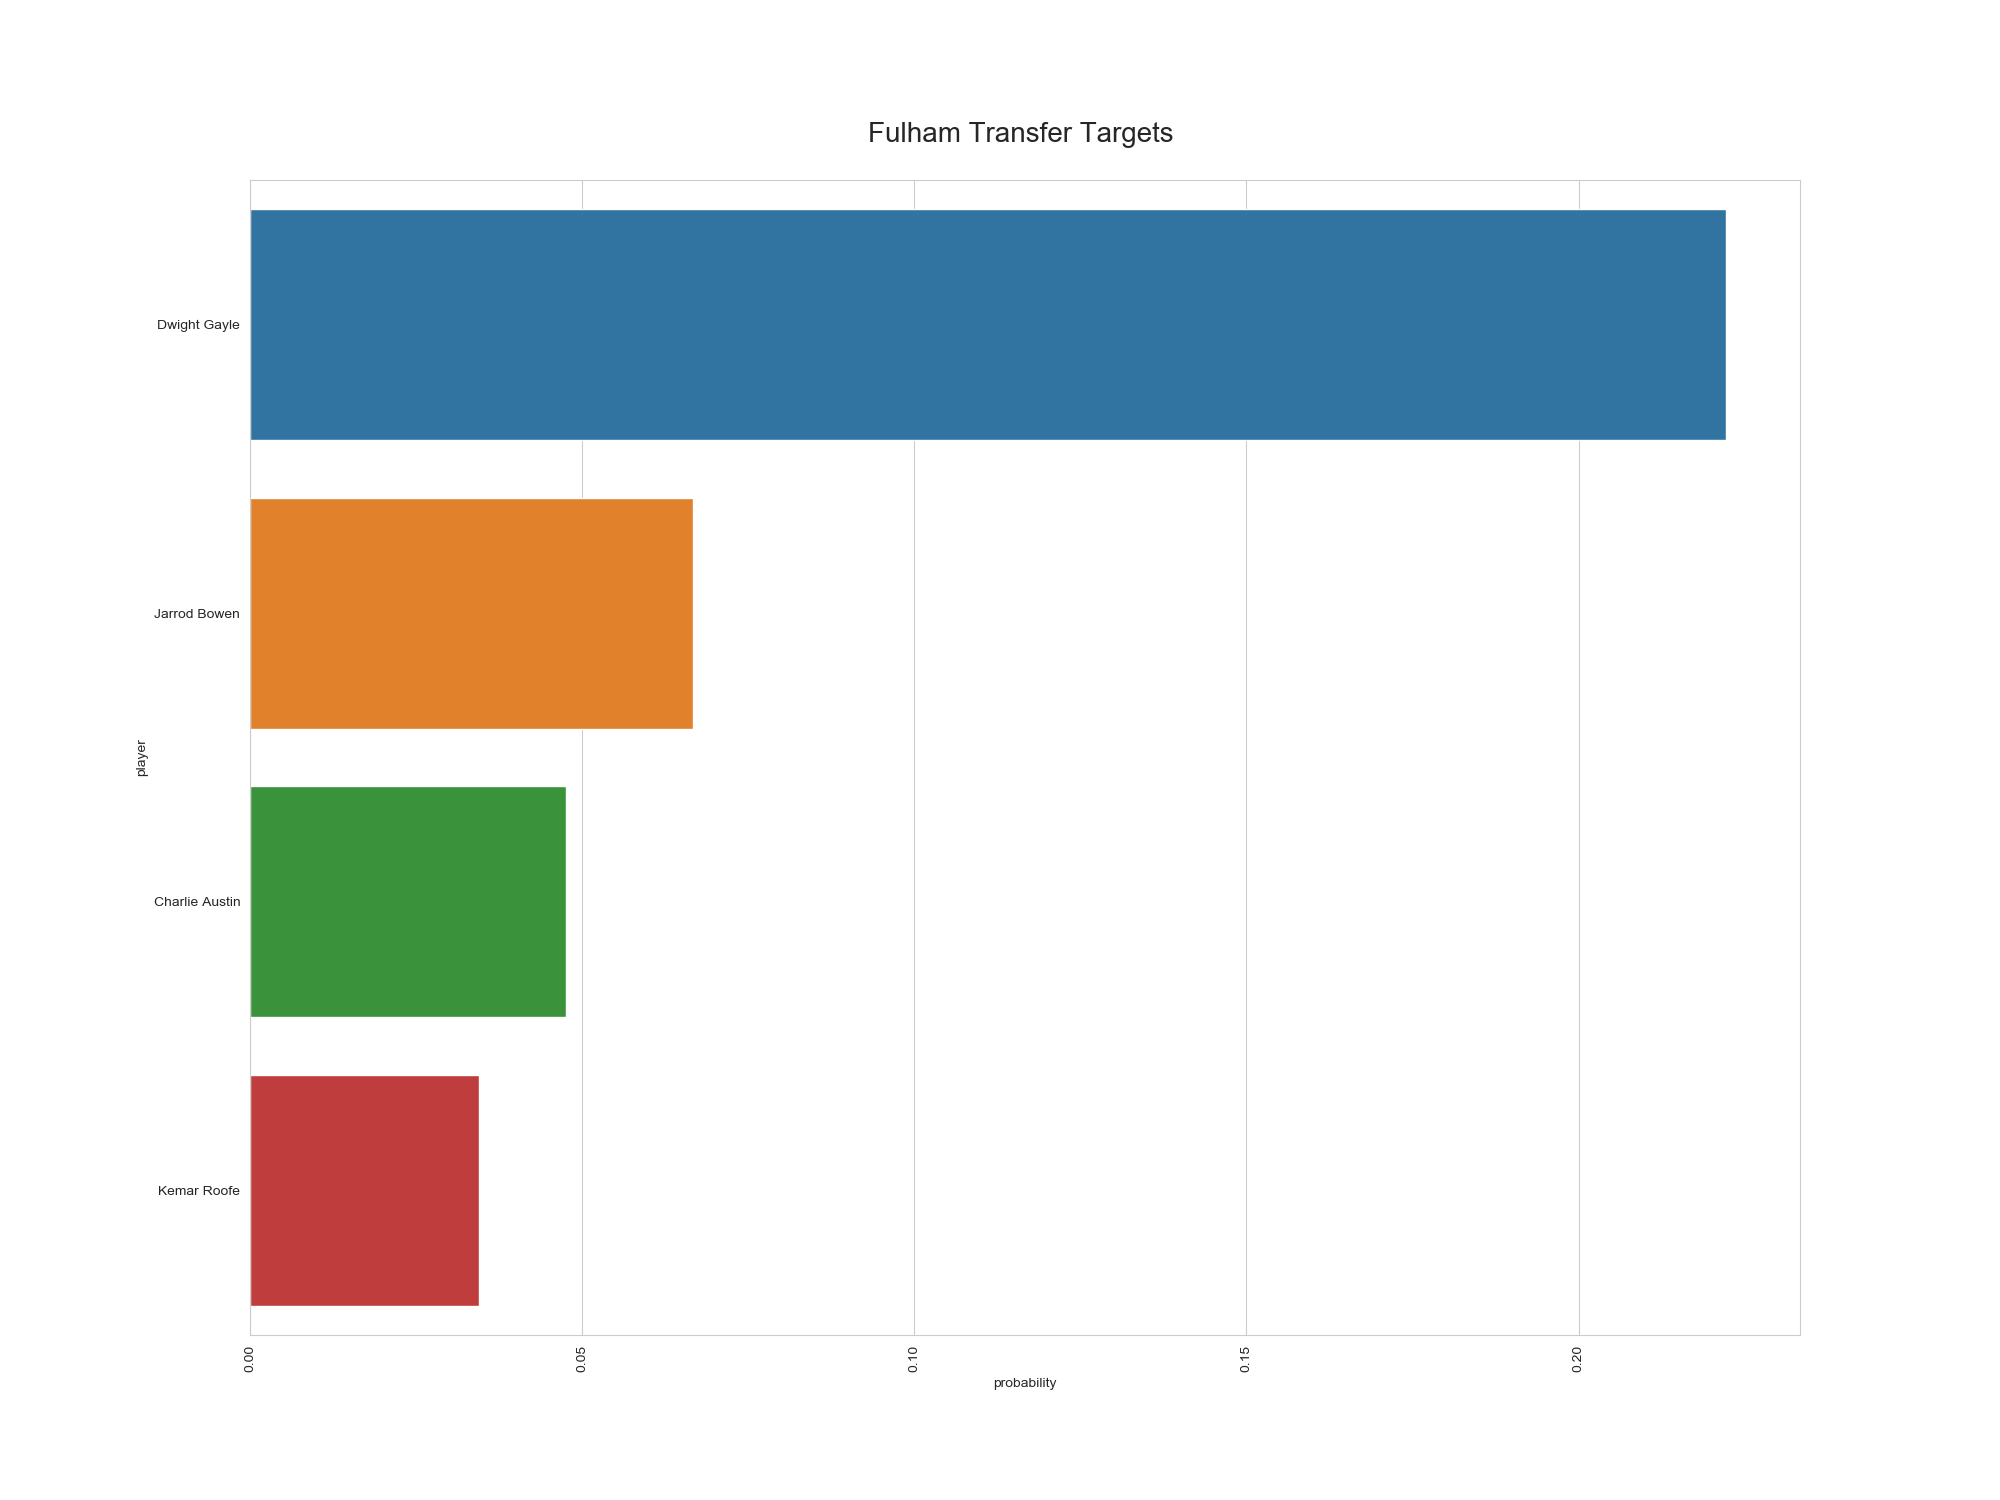 Fulham Transfer Targets
Dwight Gayle
Jarrod Bowen
player
Charlie Austin
Kemar Roofe
0.00 0.05 0.10 0.15 0.20
probability